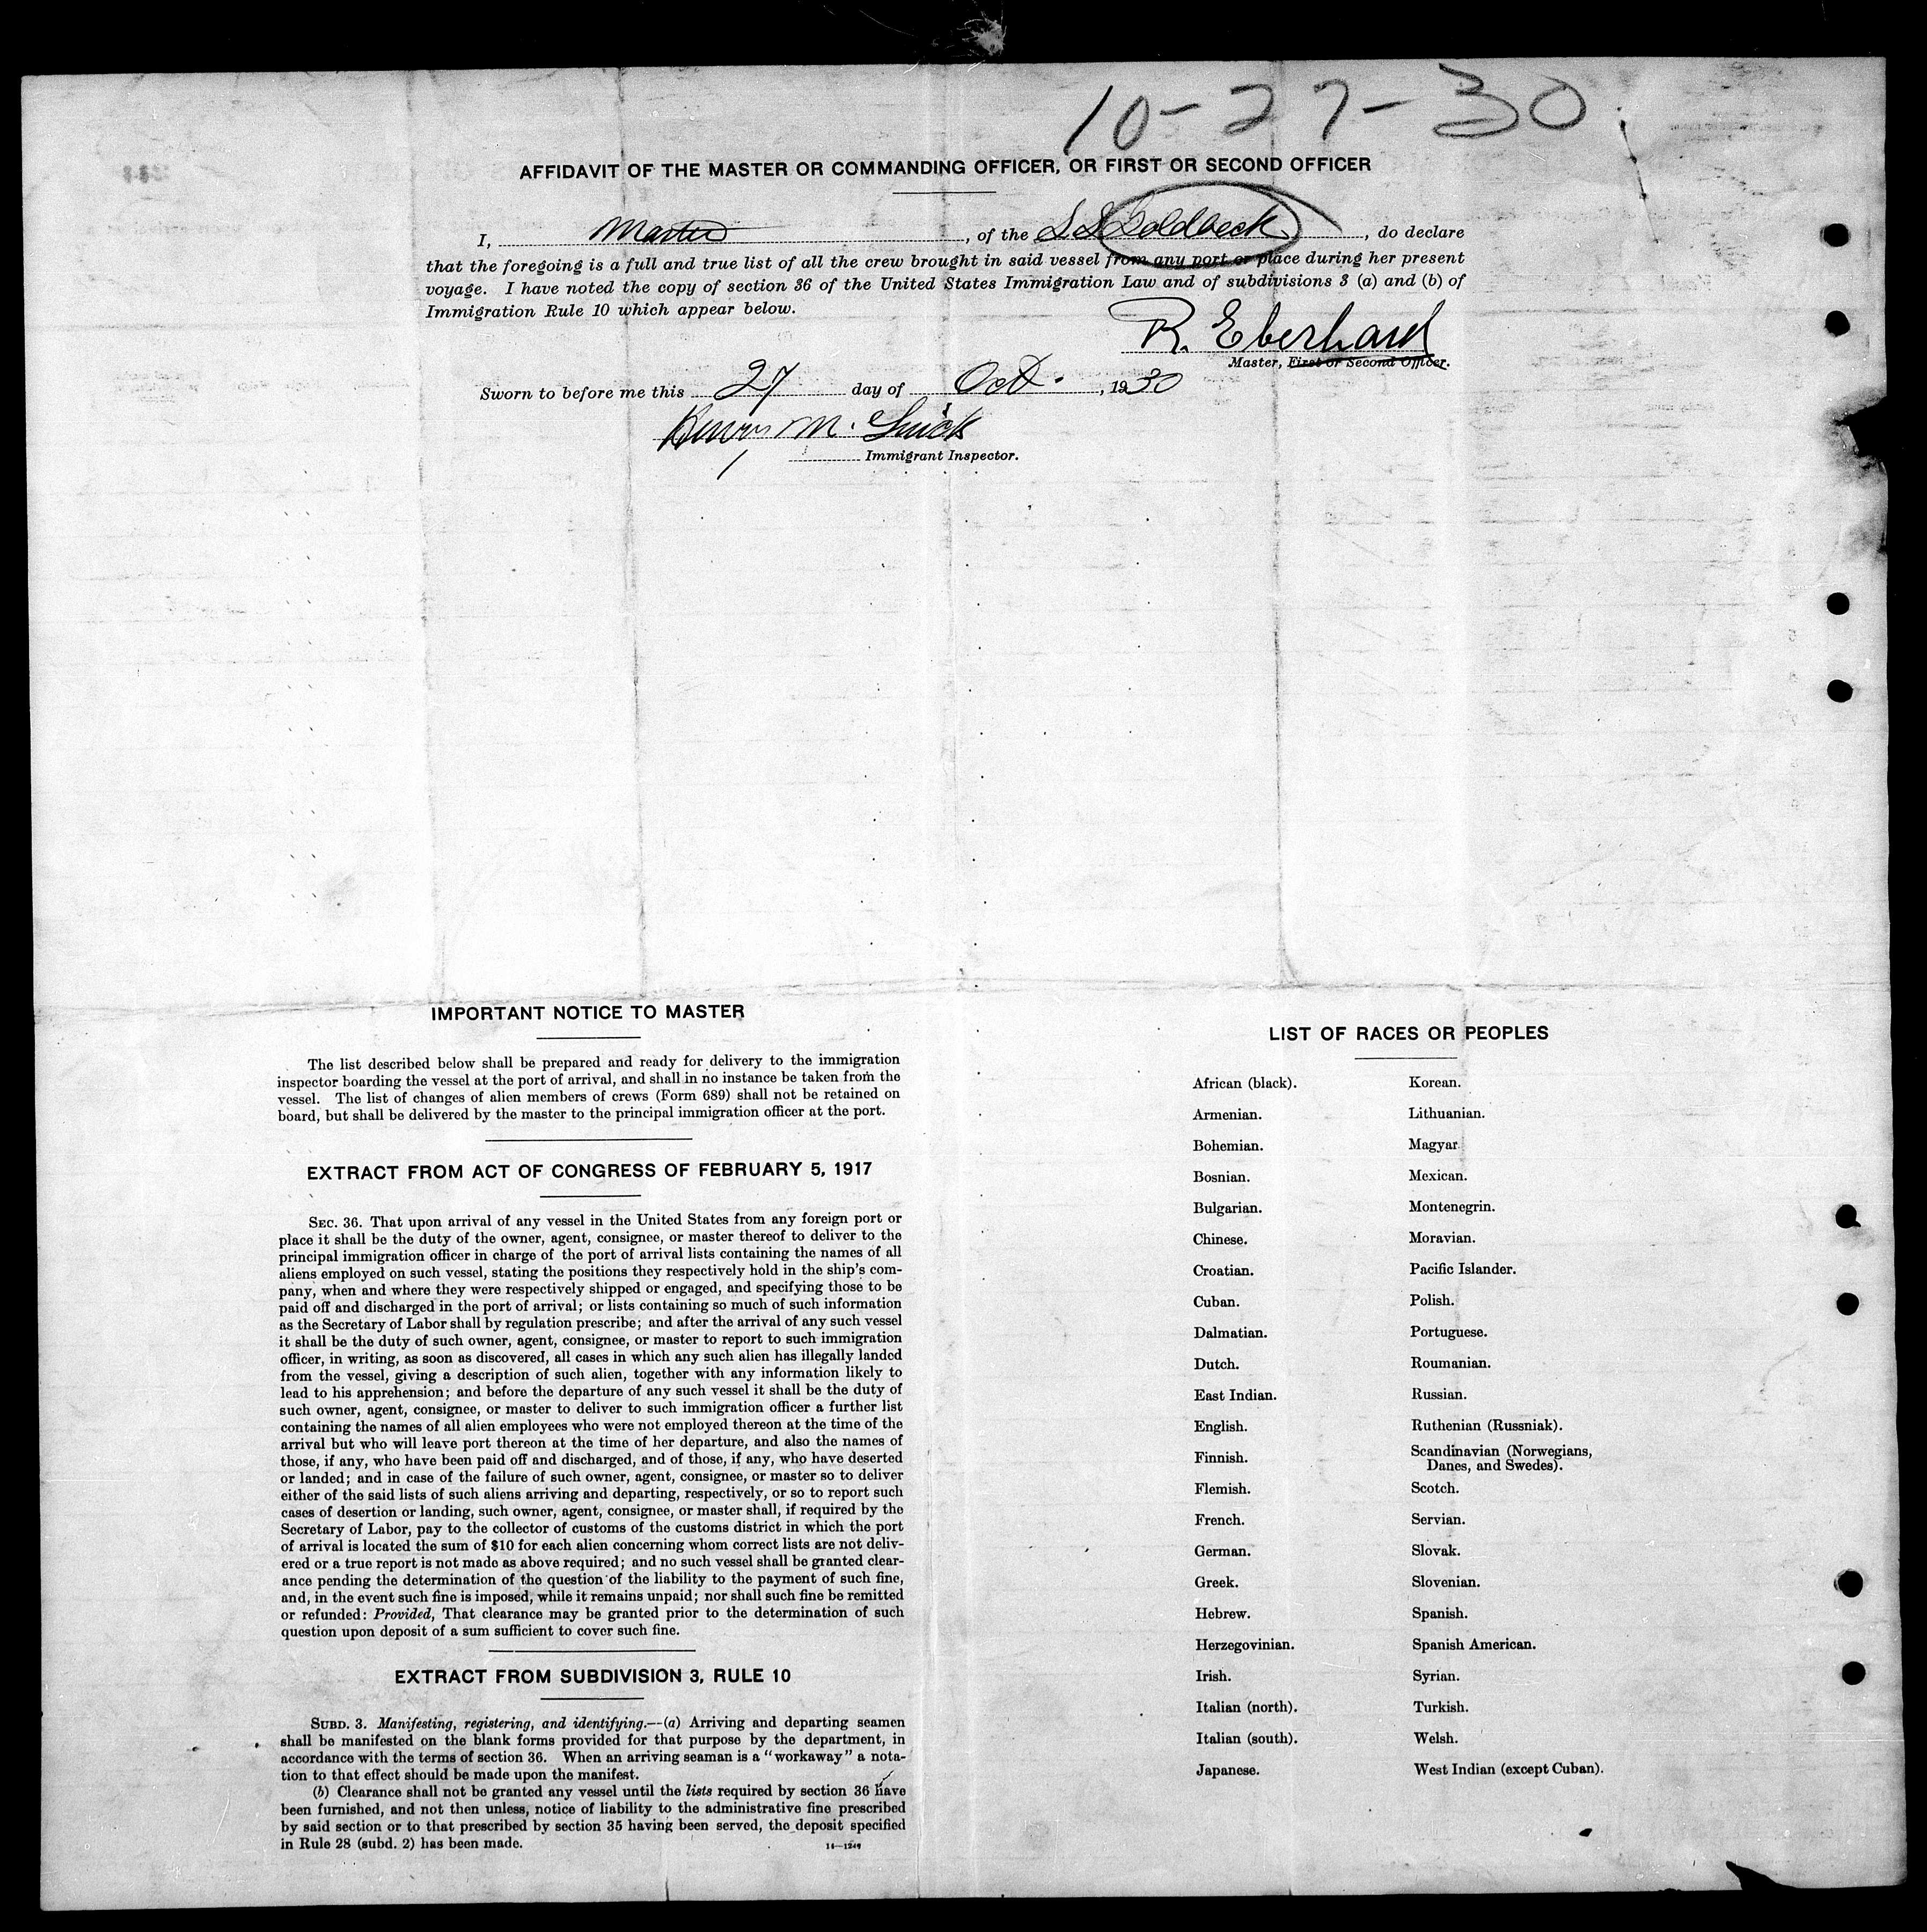 10-27-30
AFFIDAVIT OF THE MASTER OR COMMANDING OFFICER, OR FIRST OR SECOND OFFICER
I, Master, of the SS Goldbeck, do declare
that the foregoing is a full and true list of all the crew brought in said vessel from any port or place during her present
voyage. I have noted the copy of section 36 of the United States Immigration Law and of subdivisions 3 (a) and (b) of
Immigration Rule 10 which appear below.
R. Eberhard
Master, First or Second Officer.
Sworn to before me this 27 day of Oct., 1930
M.
Immigrant Inspector.
IMPORTANT NOTICE TO MASTER
The list described below shall be prepared and ready for delivery to the immigration
inspector boarding the vessel at the port of arrival, and shall in no instance be taken from the
vessel. The list of changes of alien members of crews (Form 689) shall not be retained on
board, but shall be delivered by the master to the principal immigration officer at the port.
EXTRACT FROM ACT OF CONGRESS OF FEBRUARY 5, 1917
SEC. 36. That upon arrival of any vessel in the United States from any foreign port or
place it shall be the duty of the owner, agent, consignee, or master thereof to deliver to the
principal immigration officer in charge of the port of arrival lists containing the names of all
aliens employed on such vessel, stating the positions they respectively hold in the ship's com-
pany, when and where they were respectively shipped or engaged, and specifying those to be
paid off and discharged in the port of arrival; or lists containing so much of such information
as the Secretary of Labor shall by regulation prescribe; and after the arrival of any such vessel
it shall be the duty of such owner, agent, consignee, or master to report to such immigration
officer, in writing, as soon as discovered, all cases in which any such alien has illegally landed
from the vessel, giving a description of such alien, together with any information likely to
lead to his apprehension; and before the departure of any such vessel it shall be the duty of
such owner, agent, consignee, or master to deliver to such immigration officer a further list
containing the names of all alien employees who were not employed thereon at the time of the
arrival but who will leave port thereon at the time of her departure, and also the names of
those, if any, who have been paid off and discharged, and of those, if any, who have deserted
or landed; and in case of the failure of such owner, agent, consignee, or master so to deliver
either of the said lists of such aliens arriving and departing, respectively, or so to report such
cases of desertion or landing, such owner, agent, consignee, or master shall, if required by the
Secretary of Labor, pay to the collector of customs of the customs district in which the port
of arrival is located the sum of $10 for each alien concerning whom correct lists are not deliv-
ered or a true report is not made as above required; and no such vessel shall be granted clear-
ance pending the determination of the question of the liability to the payment of such fine,
and, in the event such fine is imposed, while it remains unpaid; nor shall such fine be remitted
or refunded: Provided, That clearance may be granted prior to the determination of such
question upon deposit of a sum sufficient to cover such fine.
EXTRACT FROM SUBDIVISION 3, RULE 10
SUBD. 3. Manifesting, registering, and identifying.—(a) Arriving and departing seamen
shall be manifested on the blank forms provided for that purpose by the department, in
accordance with the terms of section 36. When an arriving seaman is a "workaway" a nota-
tion to that effect should be made upon the manifest.
(b) Clearance shall not be granted any vessel until the lists required by section 36 have
been furnished, and not then unless, notice of liability to the administrative fine prescribed
by said section or to that prescribed by section 35 having been served, the deposit specified
in Rule 28 (subd. 2) has been made.
14—1240
LIST OF RACES OR PEOPLES
African (black).
Armenian.
Bohemian.
Bosnian.
Bulgarian.
Chinese.
Croatian.
Cuban.
Dalmatian.
Dutch.
East Indian.
English.
Finnish.
Flemish.
French.
German.
Greek.
Hebrew.
Herzegovinian.
Irish.
Italian (north).
Italian (south).
Japanese.
Korean.
Lithuanian.
Magyar.
Mexican.
Montenegrin.
Moravian.
Pacific Islander.
Polish.
Portuguese.
Roumanian.
Russian.
Ruthenian (Russniak).
Scandinavian (Norwegians,
Danes, and Swedes).
Scotch.
Servian.
Slovak.
Slovenian.
Spanish.
Spanish American.
Syrian.
Turkish.
Welsh.
West Indian (except Cuban).